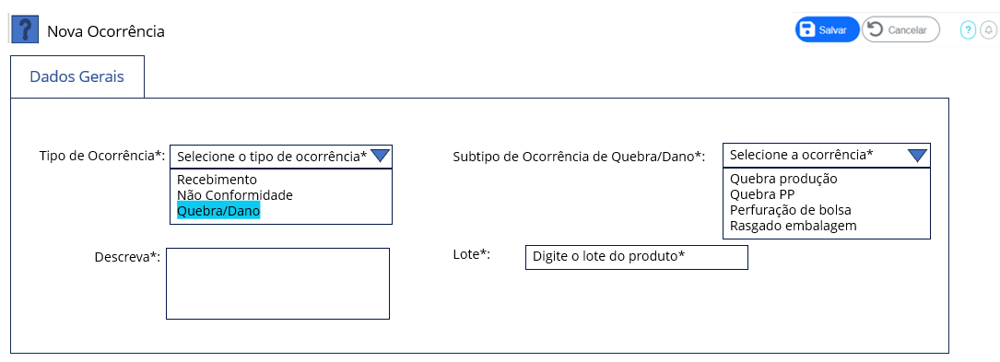 Nova Ocorrência
Salvar
Cancelar
?
Dados Gerais
Tipo de Ocorrência*:
Selecione o tipo de ocorrência*
Recebimento
Não Conformidade
Quebra/Dano
Subtipo de Ocorrência de Quebra/Dano*:
Selecione a ocorrência*
Quebra produção
Quebra PP
Perfuração de bolsa
Rasgado embalagem
Descreva*:
Lote*:
Digite o lote do produto*